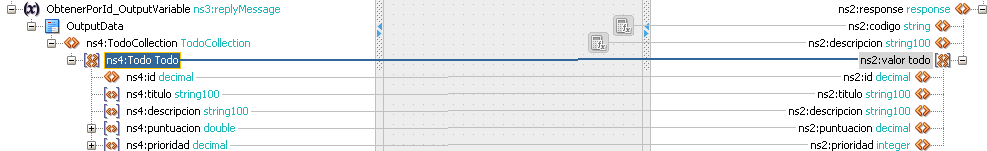 ObtenerPorId_OutputVariable ns3:replyMessage
OutputData
ns4:TodoCollection TodoCollection
ns4:Todo Todo
ns4:id decimal
ns4:titulo string100
ns4:descripcion string100
ns4:puntuacion double
ns4:prioridad decimal
ns2:response response
ns2:codigo string
ns2:descripcion string100
ns2:valor todo
ns2:id decimal
ns2:titulo string100
ns2:descripcion string100
ns2:puntuacion decimal
ns2:prioridad integer